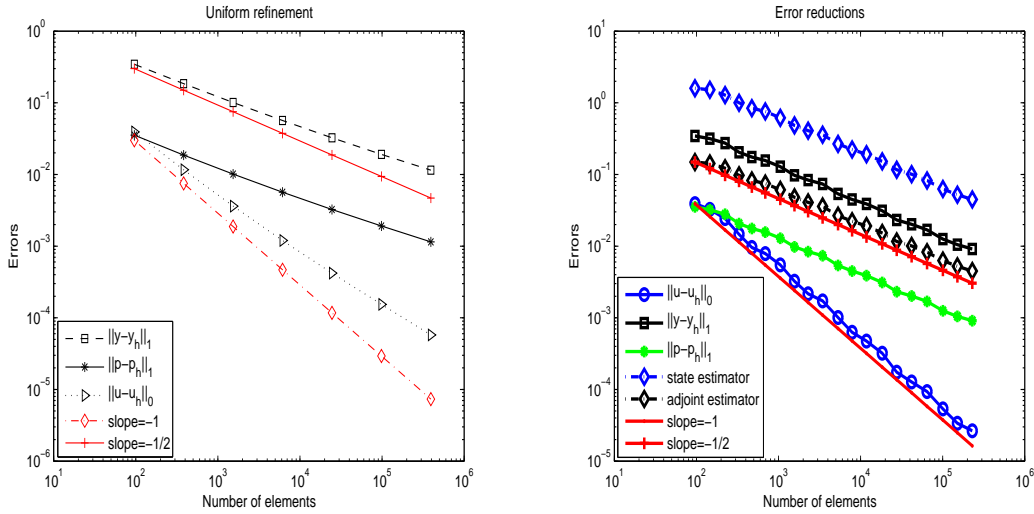 Uniform refinement
10^0
10^-1
10^-2
10^-3
10^-4
10^-5
10^-6
Errors
||y-y_h||_1
||p-p_h||_1
||u-u_h||_0
slope=-1
slope=-1/2
10^1
10^2
10^3
10^4
10^5
10^6
Number of elements
Error reductions
10^1
10^0
10^-1
10^-2
10^-3
10^-4
10^-5
Errors
||u-u_h||_0
||y-y_h||_1
||p-p_h||_1
state estimator
adjoint estimator
slope=-1
slope=-1/2
10^1
10^2
10^3
10^4
10^5
10^6
Number of elements